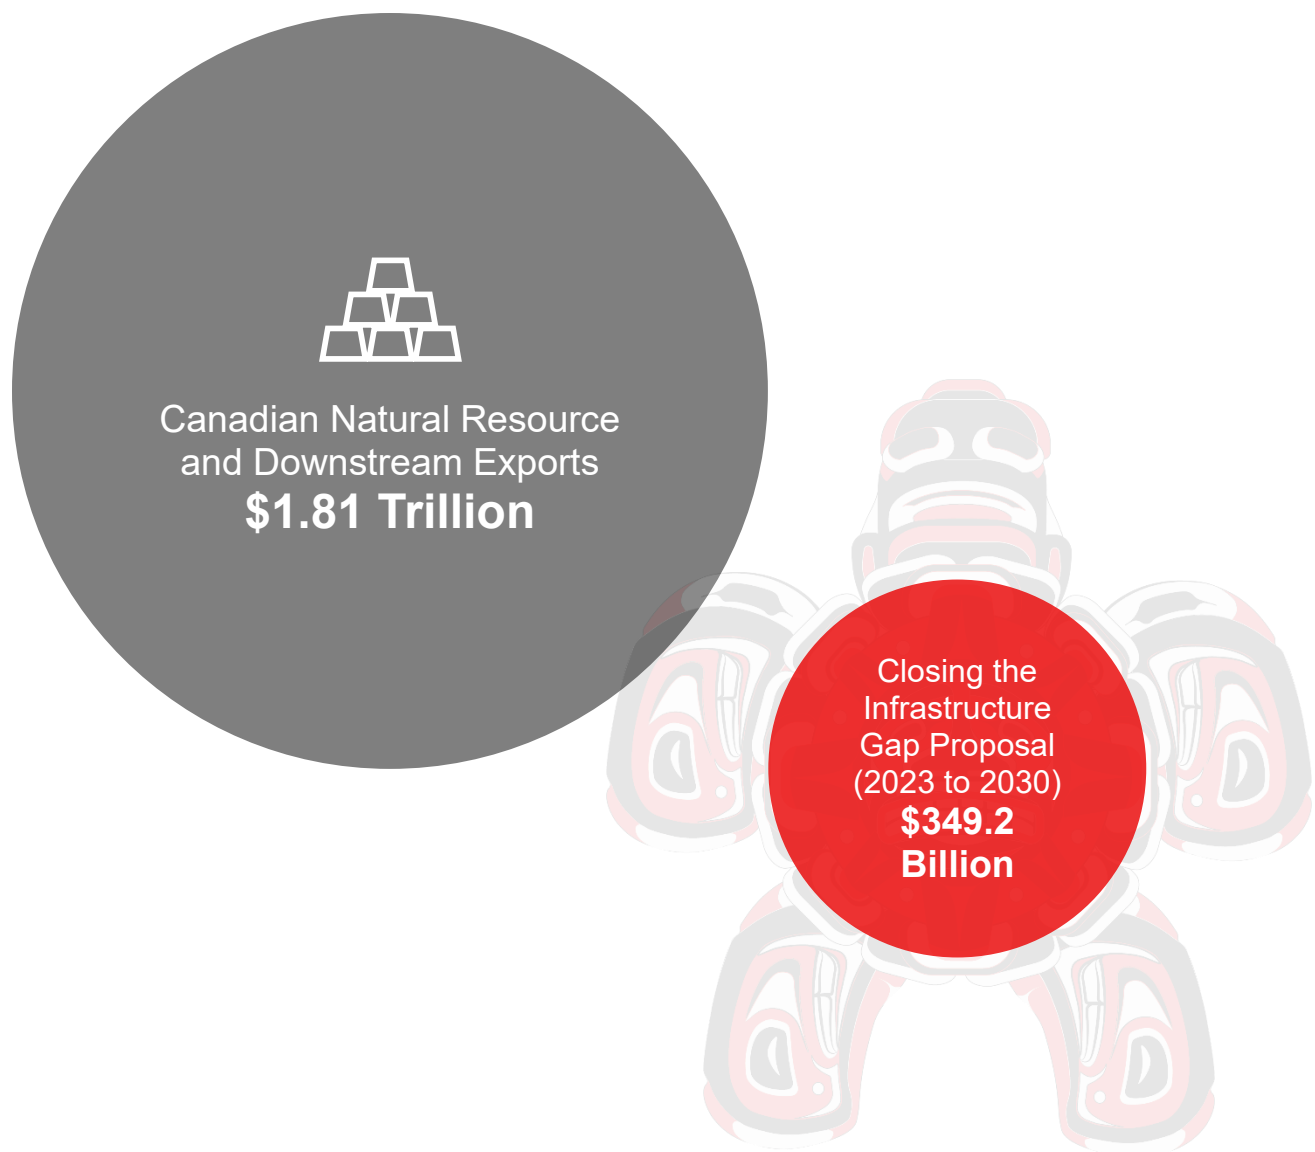 Canadian Natural Resource
and Downstream Exports
$1.81 Trillion
Closing the
Infrastructure
Gap Proposal
(2023 to 2030)
$349.2
Billion